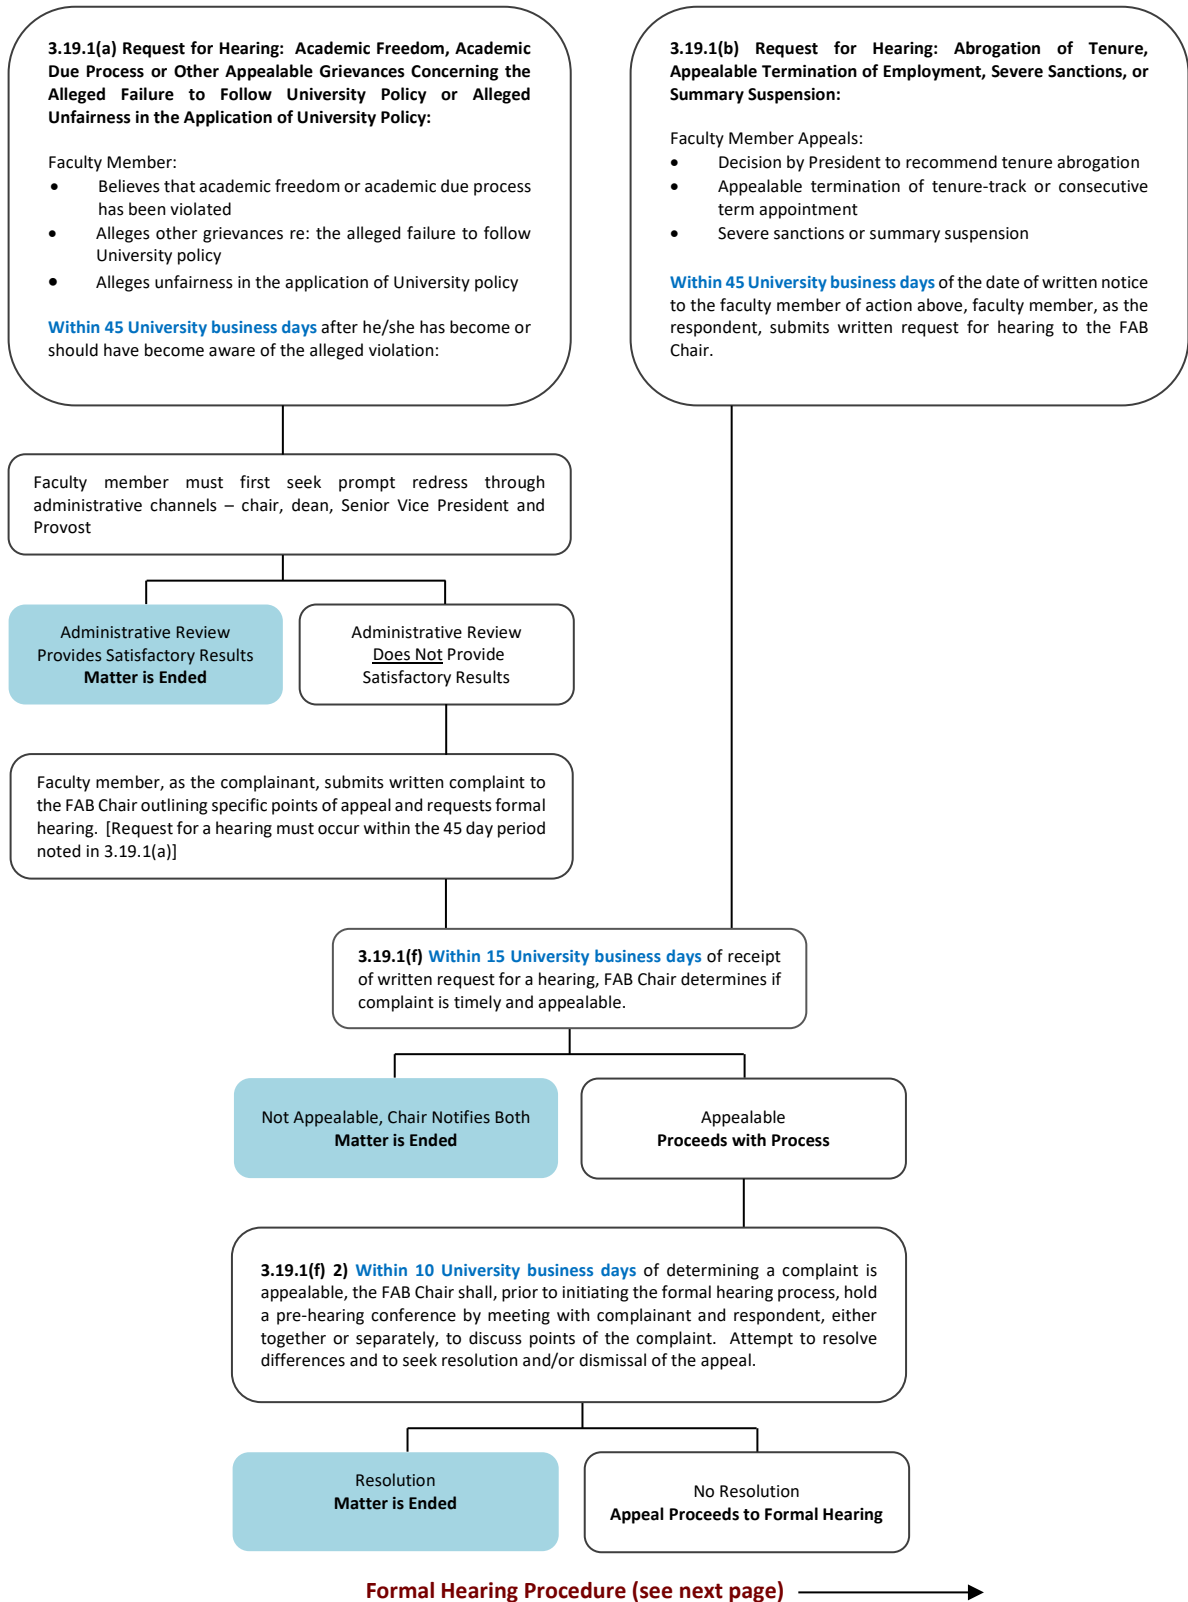 3.19.1(a) Request for Hearing: Academic Freedom, Academic
Due Process or Other Appealable Grievances Concerning the
Alleged Failure to Follow University Policy or Alleged
Unfairness in the Application of University Policy:
Faculty Member:
• Believes that academic freedom or academic due process
has been violated
• Alleges other grievances re: the alleged failure to follow
University policy
• Alleges unfairness in the application of University policy
Within 45 University business days after he/she has become or
should have become aware of the alleged violation:
3.19.1(b) Request for Hearing: Abrogation of Tenure,
Appealable Termination of Employment, Severe Sanctions, or
Summary Suspension:
Faculty Member Appeals:
• Decision by President to recommend tenure abrogation
• Appealable termination of tenure-track or consecutive
term appointment
• Severe sanctions or summary suspension
Within 45 University business days of the date of written notice
to the faculty member of action above, faculty member, as the
respondent, submits written request for hearing to the FAB
Chair.
Faculty member must first seek prompt redress through
administrative channels – chair, dean, Senior Vice President and
Provost
Administrative Review
Provides Satisfactory Results
Matter is Ended
Administrative Review
Does Not Provide
Satisfactory Results
Faculty member, as the complainant, submits written complaint to
the FAB Chair outlining specific points of appeal and requests formal
hearing. [Request for a hearing must occur within the 45 day period
noted in 3.19.1(a)]
3.19.1(f) Within 15 University business days of receipt
of written request for a hearing, FAB Chair determines if
complaint is timely and appealable.
Not Appealable, Chair Notifies Both
Matter is Ended
Appealable
Proceeds with Process
3.19.1(f) 2) Within 10 University business days of determining a complaint is
appealable, the FAB Chair shall, prior to initiating the formal hearing process, hold
a pre-hearing conference by meeting with complainant and respondent, either
together or separately, to discuss points of the complaint. Attempt to resolve
differences and to seek resolution and/or dismissal of the appeal.
Resolution
Matter is Ended
No Resolution
Appeal Proceeds to Formal Hearing
Formal Hearing Procedure (see next page)